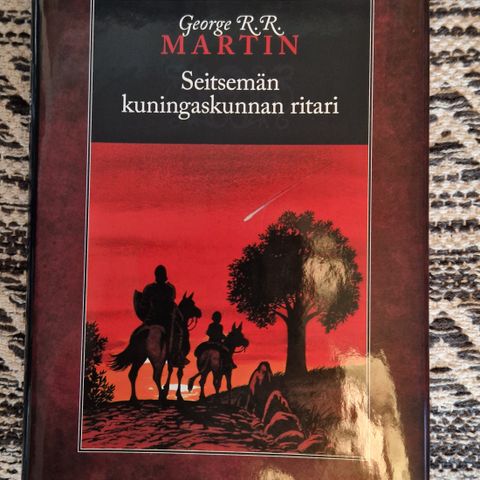 George R. R.
MARTIN
Seitsemän
kuningaskunnan ritari